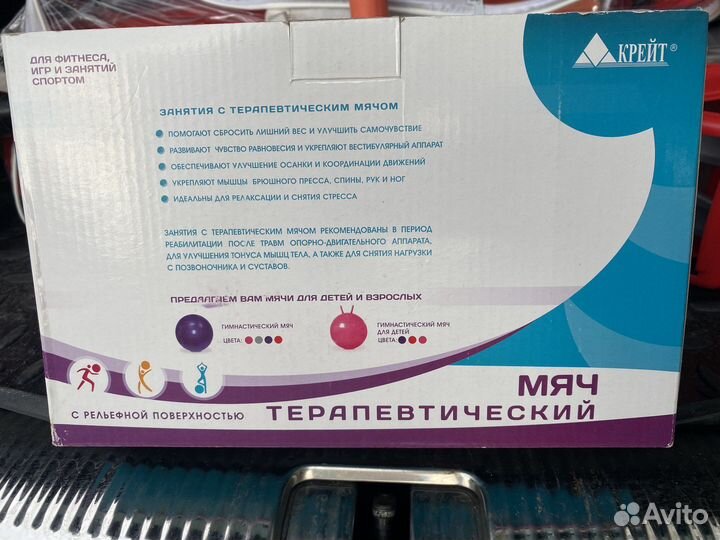 ДЛЯ ФИТНЕСА,
ИГР И ЗАНЯТИЙ
СПОРТОМ
КРЕЙТ®
ЗАНЯТИЯ С ТЕРАПЕВТИЧЕСКИМ МЯЧОМ
ПОМОГАЮТ СБРОСИТЬ ЛИШНИЙ ВЕС И УЛУЧШИТЬ САМОЧУВСТВИЕ
РАЗВИВАЮТ ЧУВСТВО РАВНОВЕСИЯ И УКРЕПЛЯЮТ ВЕСТИБУЛЯРНЫЙ АППАРАТ
ОБЕСПЕЧИВАЮТ УЛУЧШЕНИЕ ОСАНКИ И КООРДИНАЦИИ ДВИЖЕНИЙ
УКРЕПЛЯЮТ МЫШЦЫ БРЮШНОГО ПРЕССА, СПИНЫ, РУК И НОГ
ИДЕАЛЬНЫ ДЛЯ РЕЛАКСАЦИИ И СНЯТИЯ СТРЕССА
ЗАНЯТИЯ С ТЕРАПЕВТИЧЕСКИМ МЯЧОМ РЕКОМЕНДОВАНЫ В ПЕРИОД
РЕАБИЛИТАЦИИ ПОСЛЕ ТРАВМ ОПОРНО-ДВИГАТЕЛЬНОГО АППАРАТА,
ДЛЯ УЛУЧШЕНИЯ ТОНУСА МЫШЦ ТЕЛА, А ТАКЖЕ ДЛЯ СНЯТИЯ НАГРУЗКИ
С ПОЗВОНОЧНИКА И СУСТАВОВ.
ПРЕДЛАГАЕМ ВАМ МЯЧИ ДЛЯ ДЕТЕЙ И ВЗРОСЛЫХ
ГИМНАСТИЧЕСКИЙ МЯЧ
ЦВЕТА:
ГИМНАСТИЧЕСКИЙ МЯЧ
ДЛЯ ДЕТЕЙ
ЦВЕТА:
МЯЧ
ТЕРАПЕВТИЧЕСКИЙ
С РЕЛЬЕФНОЙ ПОВЕРХНОСТЬЮ
Avito